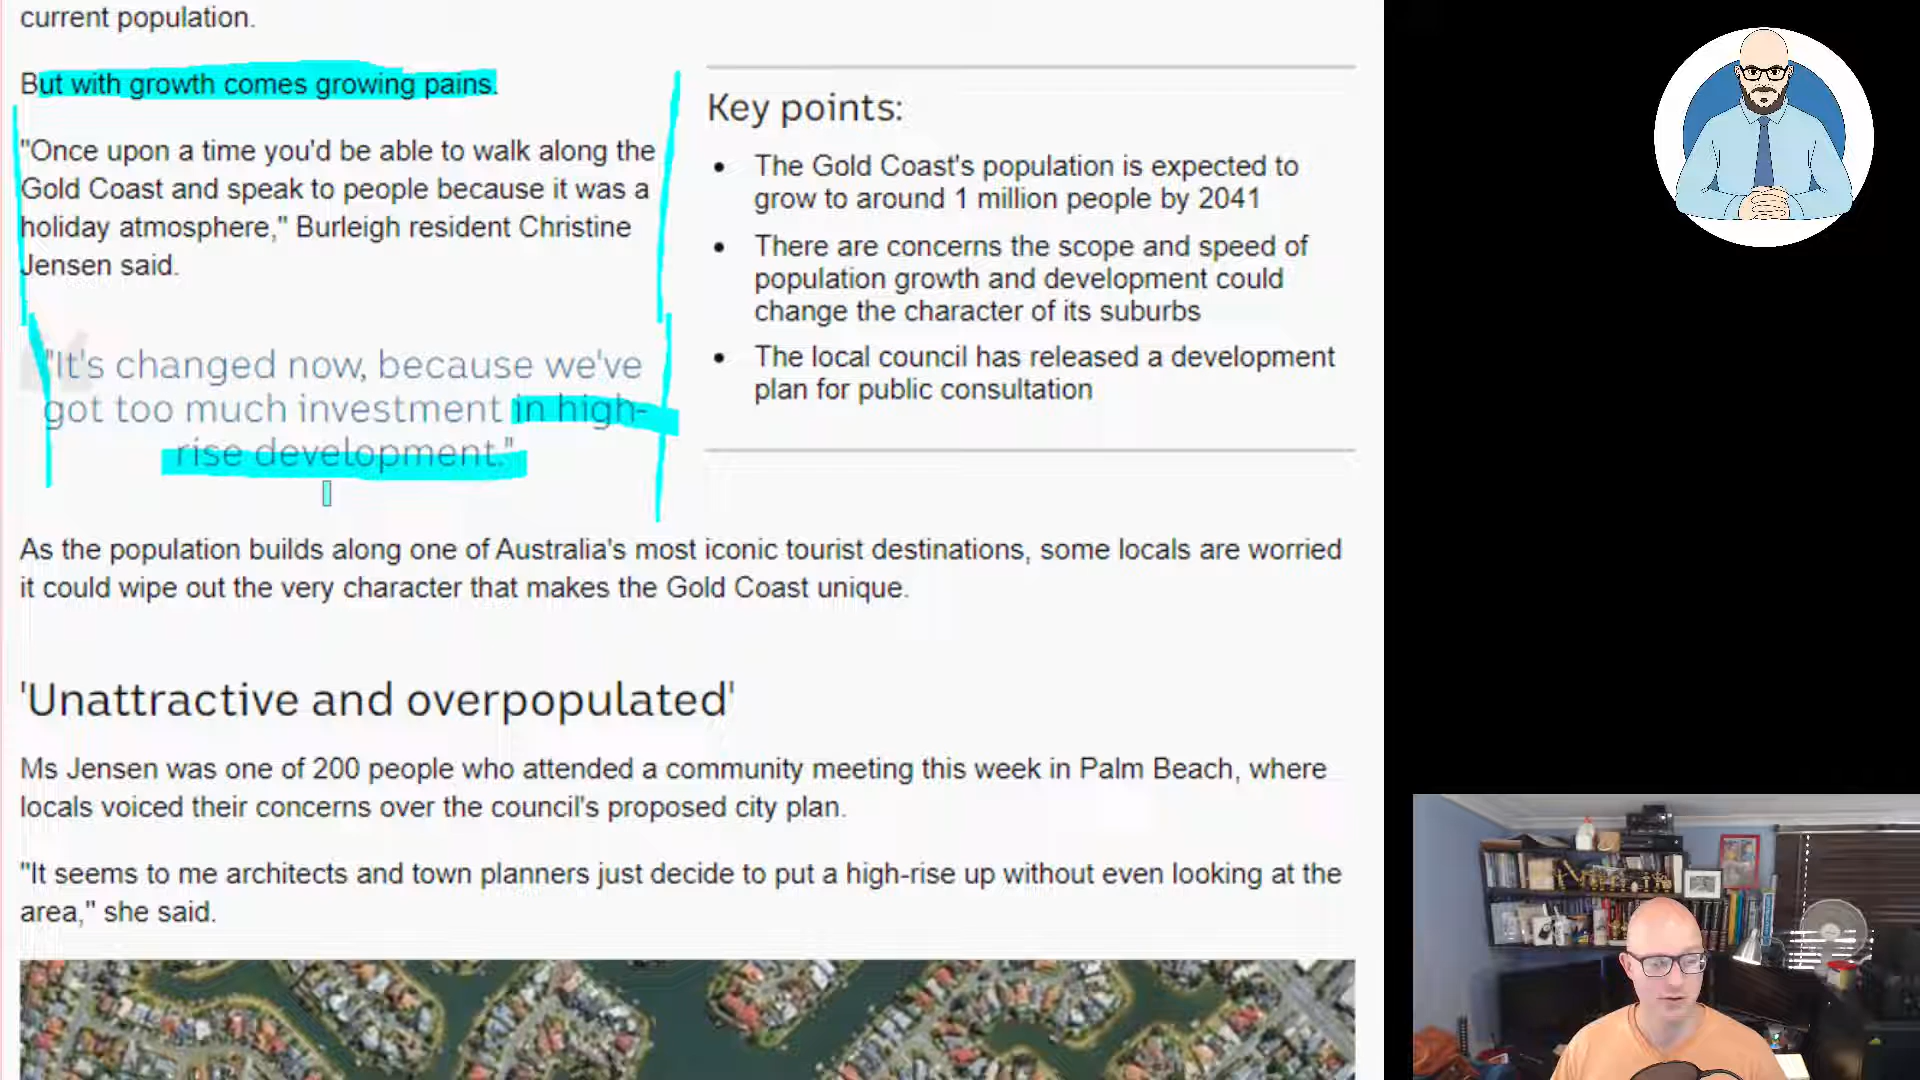 current population.
But with growth comes growing pains.
"Once upon a time you'd be able to walk along the
Gold Coast and speak to people because it was a
holiday atmosphere," Burleigh resident Christine
Jensen said.
"It's changed now, because we've
got too much investment in high-
rise development."
Key points:
• The Gold Coast's population is expected to
grow to around 1 million people by 2041
• There are concerns the scope and speed of
population growth and development could
change the character of its suburbs
• The local council has released a development
plan for public consultation
As the population builds along one of Australia's most iconic tourist destinations, some locals are worried
it could wipe out the very character that makes the Gold Coast unique.
'Unattractive and overpopulated'
Ms Jensen was one of 200 people who attended a community meeting this week in Palm Beach, where
locals voiced their concerns over the council's proposed city plan.
"It seems to me architects and town planners just decide to put a high-rise up without even looking at the
area," she said.